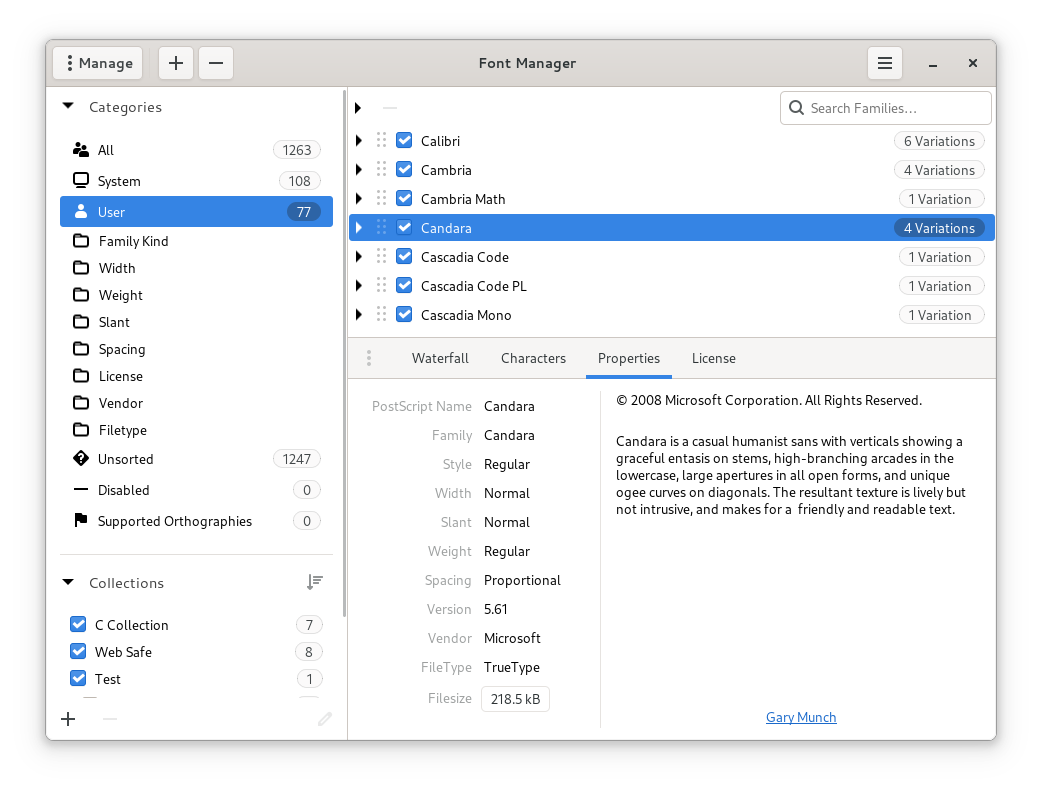 Manage
Font Manager
Categories
All 1263
System 108
User 77
Family Kind
Width
Weight
Slant
Spacing
License
Vendor
Filetype
Unsorted 1247
Disabled 0
Supported Orthographies 0
Collections
C Collection 7
Web Safe 8
Test 1
Search Families...
Calibri 6 Variations
Cambria 4 Variations
Cambria Math 1 Variation
Candara 4 Variations
Cascadia Code 1 Variation
Cascadia Code PL 1 Variation
Cascadia Mono 1 Variation
Waterfall Characters Properties License
PostScript Name Candara
Family Candara
Style Regular
Width Normal
Slant Normal
Weight Regular
Spacing Proportional
Version 5.61
Vendor Microsoft
FileType TrueType
Filesize 218.5 kB
© 2008 Microsoft Corporation. All Rights Reserved.
Candara is a casual humanist sans with verticals showing a
graceful entasis on stems, high-branching arcades in the
lowercase, large apertures in all open forms, and unique
ogee curves on diagonals. The resultant texture is lively but
not intrusive, and makes for a  friendly and readable text.
Gary Munch